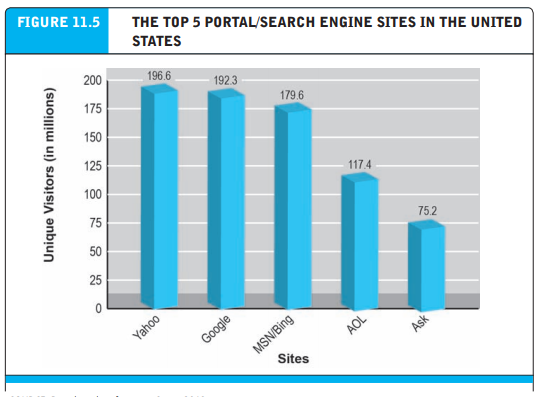 FIGURE 11.5
THE TOP 5 PORTAL/SEARCH ENGINE SITES IN THE UNITED
STATES
Unique Visitors (in millions)
200
175
150
125
100
75
50
25
0
196.6
192.3
179.6
117.4
75.2
Yahoo
Google
MSN/Bing
AOL
Ask
Sites